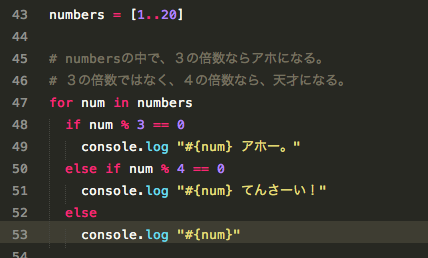 43 numbers = [1..20]
44
45 # numbersの中で、３の倍数ならアホになる。
46 # ３の倍数ではなく、４の倍数なら、天才になる。
47 for num in numbers
48 if num % 3 == 0
49 console.log "#{num} アホー。"
50 else if num % 4 == 0
51 console.log "#{num} てんさーい！"
52 else
53 console.log "#{num}"
54